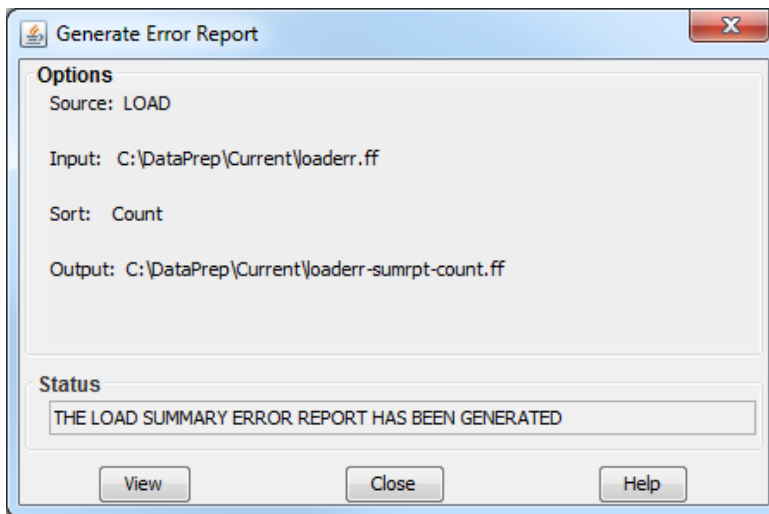 Generate Error Report
Options
Source: LOAD
Input: C:\DataPrep\Current\loaderr.ff
Sort: Count
Output: C:\DataPrep\Current\loaderr-sumrpt-count.ff
Status
THE LOAD SUMMARY ERROR REPORT HAS BEEN GENERATED
View Close Help